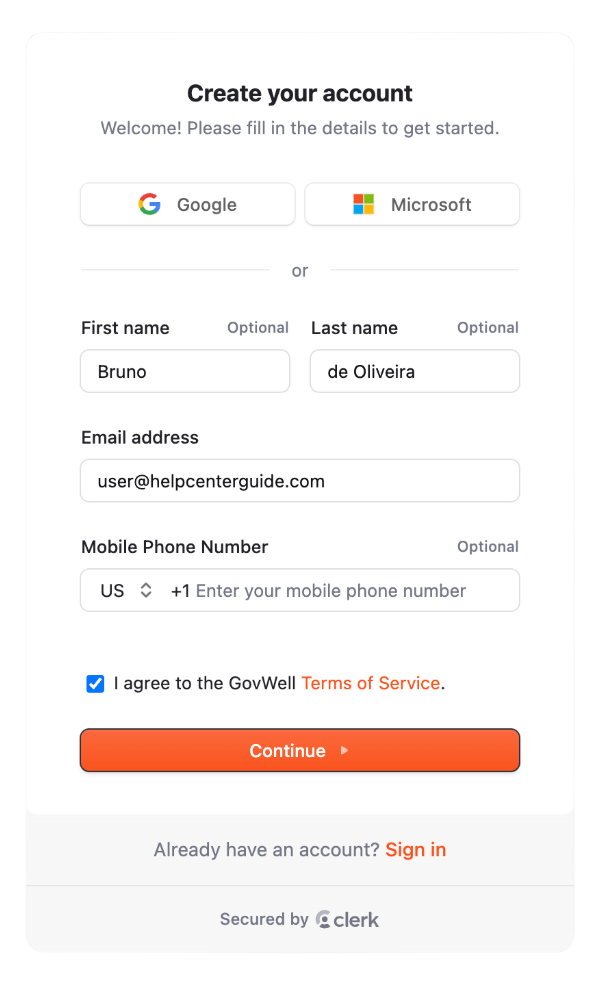 Create your account
Welcome! Please fill in the details to get started.
Google Microsoft
or
First name Optional Last name Optional
Bruno de Oliveira
Email address
user@helpcenterguide.com
Mobile Phone Number Optional
US +1 Enter your mobile phone number
I agree to the GovWell Terms of Service.
Continue
Already have an account? Sign in
Secured by clerk